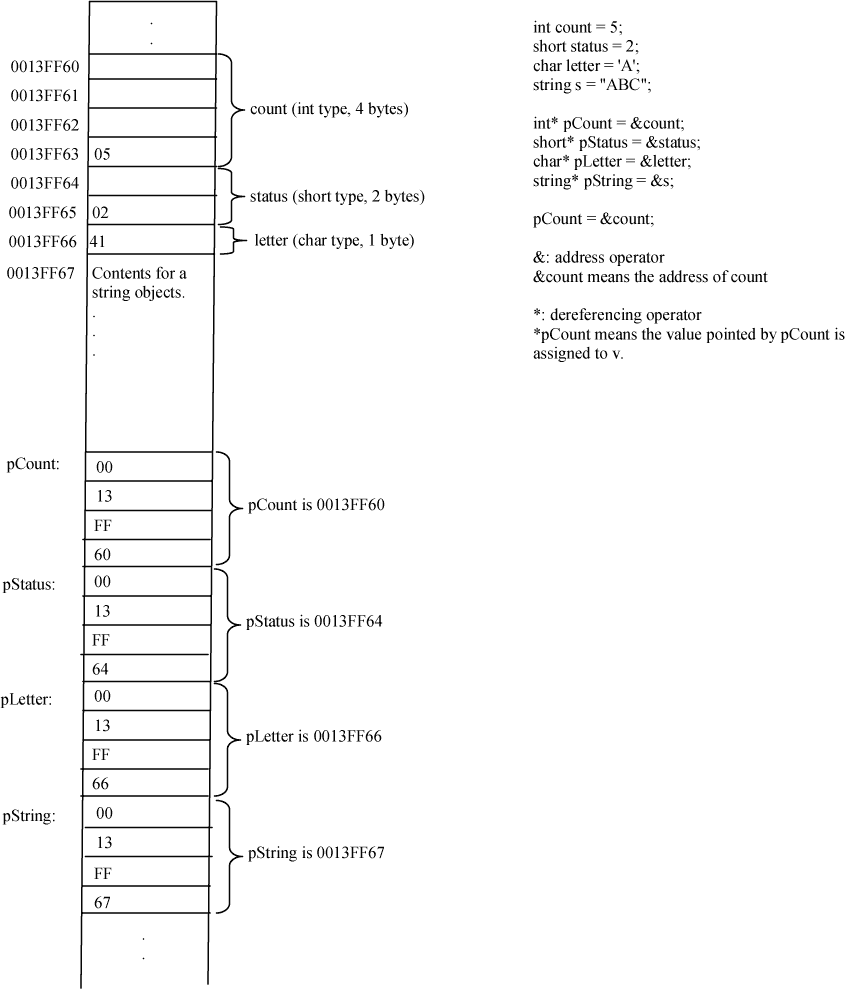 .
.
0013FF60
0013FF61
count (int type, 4 bytes)
0013FF62
0013FF63 05
0013FF64
status (short type, 2 bytes)
0013FF65 02
0013FF66 41 letter (char type, 1 byte)
0013FF67 Contents for a
string objects.
.
.
.
pCount: 00
13
pCount is 0013FF60
FF
60
pStatus: 00
13
pStatus is 0013FF64
FF
64
pLetter: 00
13
pLetter is 0013FF66
FF
66
pString: 00
13
pString is 0013FF67
FF
67
.
.
int count = 5;
short status = 2;
char letter = 'A';
string s = "ABC";
int* pCount = &count;
short* pStatus = &status;
char* pLetter = &letter;
string* pString = &s;
pCount = &count;
&: address operator
&count means the address of count
*: dereferencing operator
*pCount means the value pointed by pCount is
assigned to v.